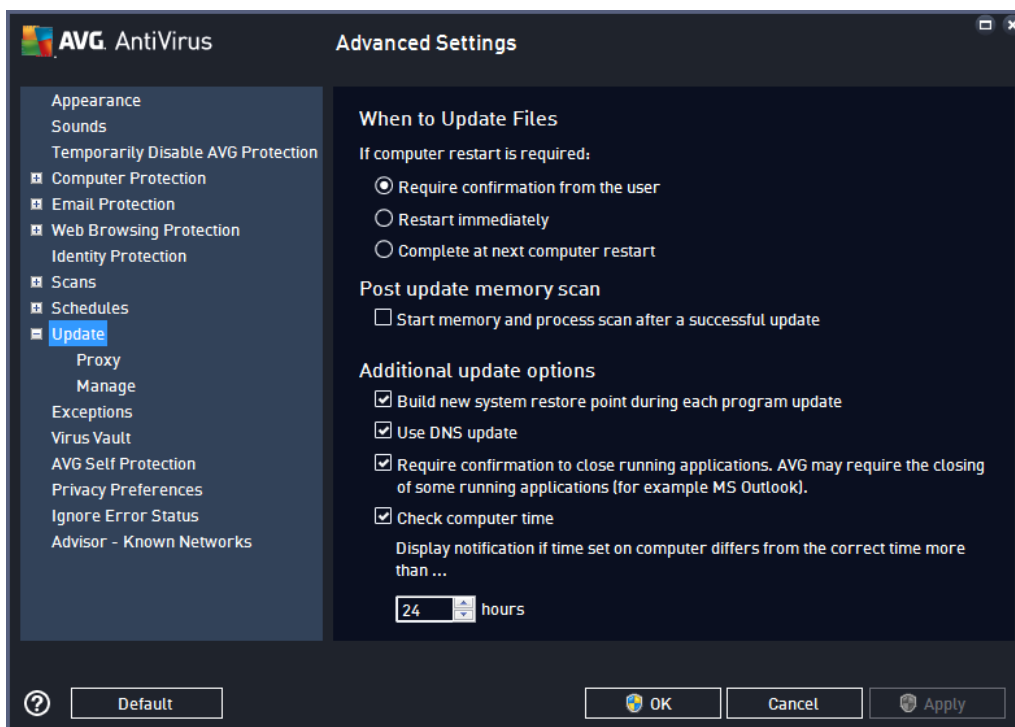 AVG. AntiVirus
Advanced Settings
Appearance
Sounds
Temporarily Disable AVG Protection
Computer Protection
Email Protection
Web Browsing Protection
Identity Protection
Scans
Schedules
Update
Proxy
Manage
Exceptions
Virus Vault
AVG Self Protection
Privacy Preferences
Ignore Error Status
Advisor - Known Networks
When to Update Files
If computer restart is required:
Require confirmation from the user
Restart immediately
Complete at next computer restart
Post update memory scan
Start memory and process scan after a successful update
Additional update options
Build new system restore point during each program update
Use DNS update
Require confirmation to close running applications. AVG may require the closing
of some running applications (for example MS Outlook).
Check computer time
Display notification if time set on computer differs from the correct time more
than ...
24 hours
Default
OK
Cancel
Apply